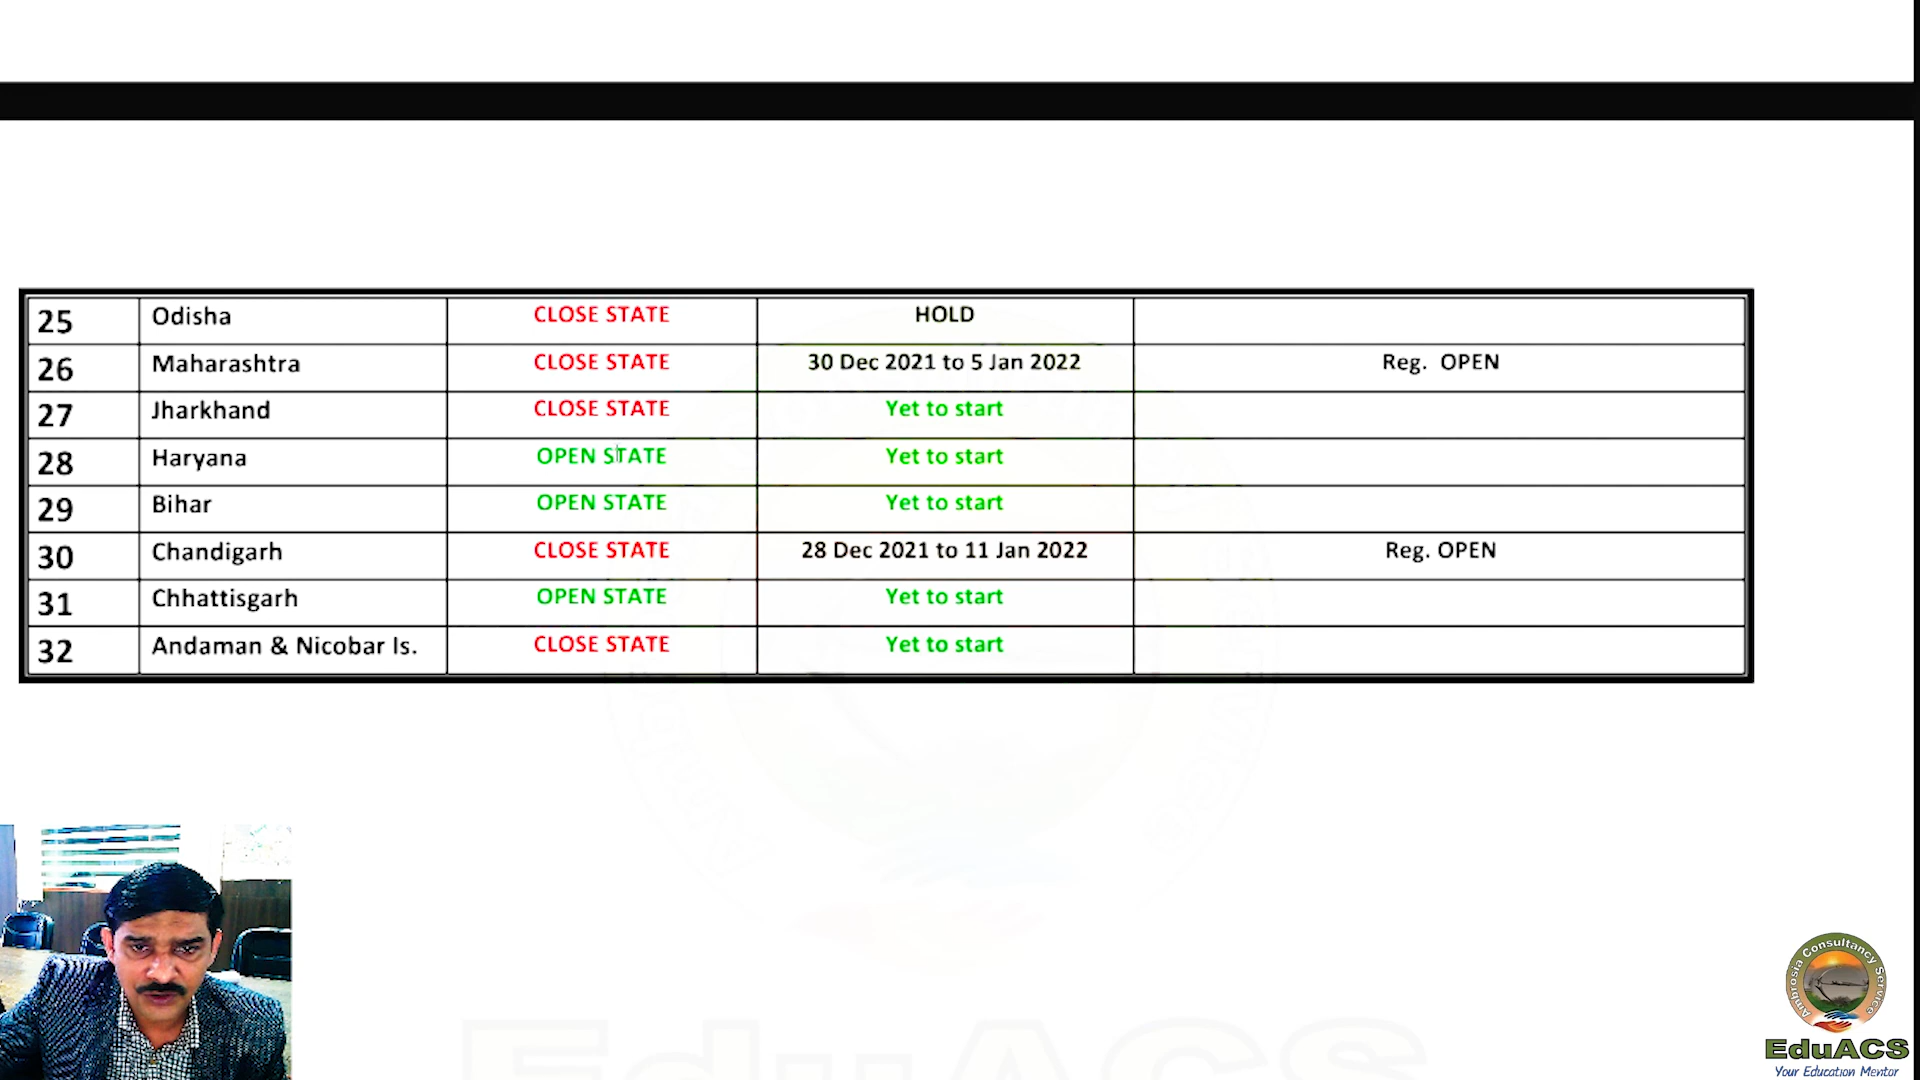 25 Odisha CLOSE STATE HOLD
26 Maharashtra CLOSE STATE 30 Dec 2021 to 5 Jan 2022 Reg. OPEN
27 Jharkhand CLOSE STATE Yet to start
28 Haryana OPEN STATE Yet to start
29 Bihar OPEN STATE Yet to start
30 Chandigarh CLOSE STATE 28 Dec 2021 to 11 Jan 2022 Reg. OPEN
31 Chhattisgarh OPEN STATE Yet to start
32 Andaman & Nicobar Is. CLOSE STATE Yet to start
Ambrosia Consultancy Service
EduACS
Your Education Mentor
EduACS